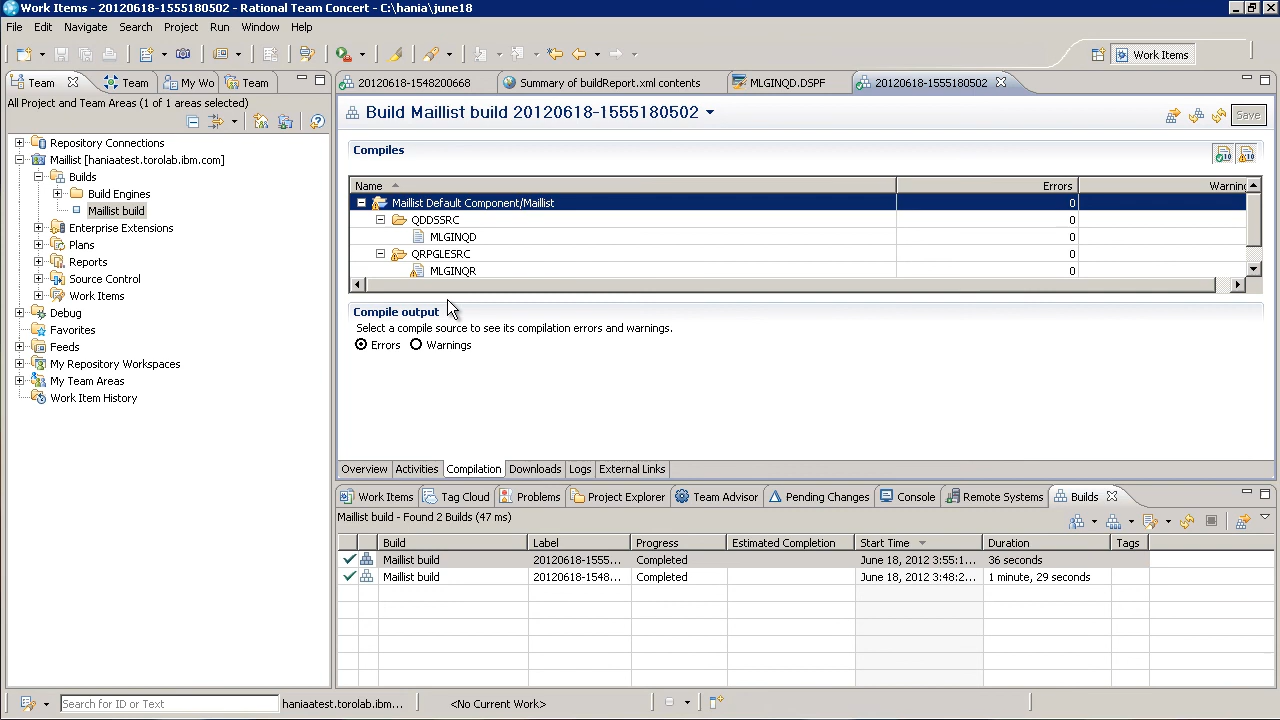 Work Items - 20120618-1555180502 - Rational Team Concert - C:\hania\june18
File Edit Navigate Search Project Run Window Help
Work Items
Team Team My Wo Team
All Project and Team Areas (1 of 1 areas selected)
Repository Connections
Maillist [haniaatest.torolab.ibm.com]
Builds
Build Engines
Maillist build
Enterprise Extensions
Plans
Reports
Source Control
Work Items
Debug
Favorites
Feeds
My Repository Workspaces
My Team Areas
Work Item History
20120618-1548200668 Summary of buildReport.xml contents MLGINQD.DSPF 20120618-1555180502
Build Maillist build 20120618-1555180502
Save
Compiles
Name Errors Warnin
Maillist Default Component/Maillist 0
QDDSSRC 0
MLGINQD 0
QRPGLESRC 0
MLGINQR 0
Compile output
Select a compile source to see its compilation errors and warnings.
Errors Warnings
Overview Activities Compilation Downloads Logs External Links
Work Items Tag Cloud Problems Project Explorer Team Advisor Pending Changes Console Remote Systems Builds
Maillist build - Found 2 Builds (47 ms)
Build Label Progress Estimated Completion Start Time Duration Tags
Maillist build 20120618-1555... Completed June 18, 2012 3:55:1... 36 seconds
Maillist build 20120618-1548... Completed June 18, 2012 3:48:2... 1 minute, 29 seconds
Search for ID or Text haniaatest.torolab.ibm... <No Current Work>